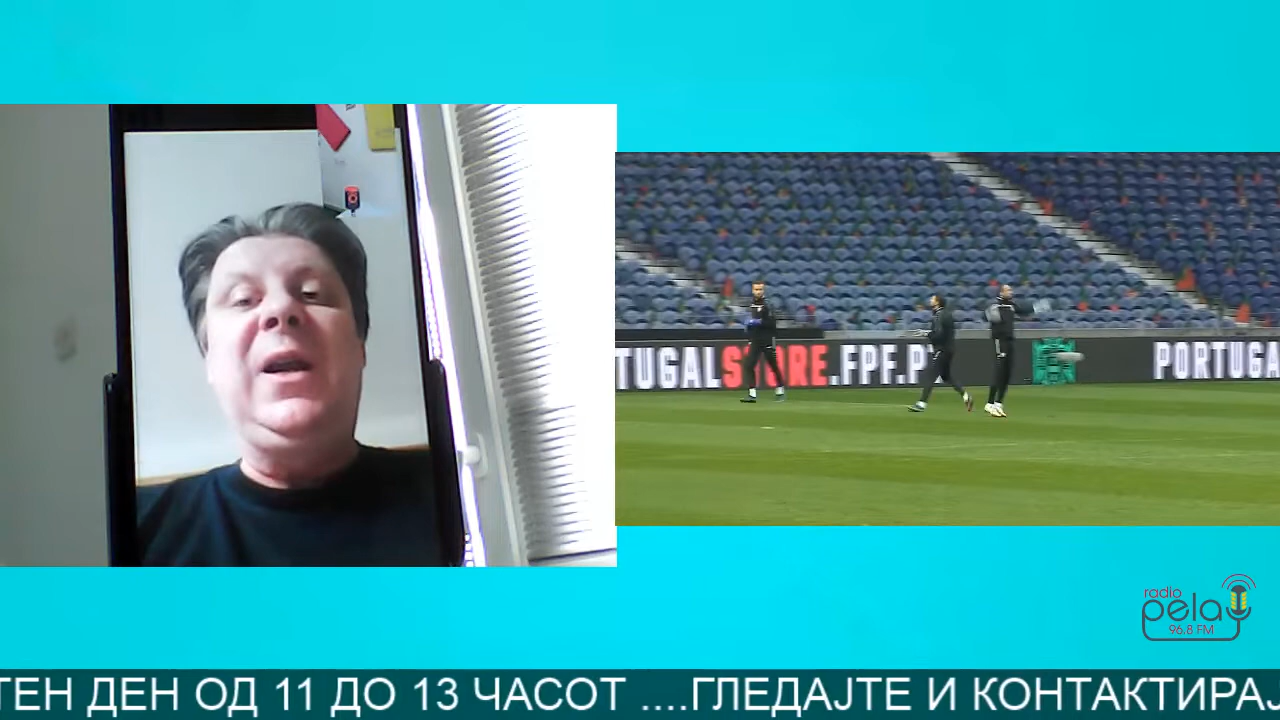 TUGALSTORE.FPF.P
PORTUGA
radio
pela
96.8 FM
ТЕН ДЕН ОД 11 ДО 13 ЧАСОТ ....ГЛЕДАЈТЕ И КОНТАКТИРАЈ